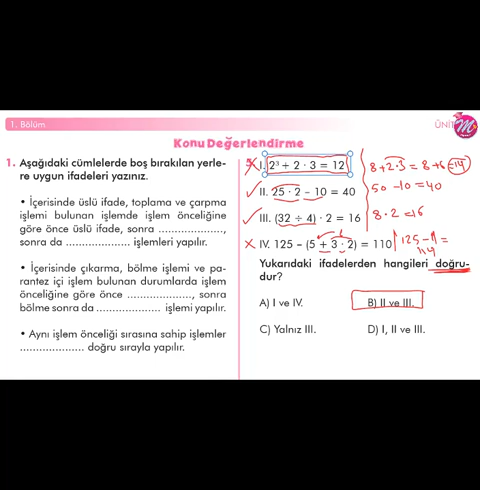 1. Bölüm
ÜNİT
M
Konu Değerlendirme
1. Aşağıdaki cümlelerde boş bırakılan yerle-
re uygun ifadeleri yazınız.
• İçerisinde üslü ifade, toplama ve çarpma
işlemi bulunan işlemde işlem önceliğine
göre önce üslü ifade, sonra ....................,
sonra da .................... işlemleri yapılır.
• İçerisinde çıkarma, bölme işlemi ve pa-
rantez içi işlem bulunan durumlarda işlem
önceliğine göre önce ...................., sonra
bölme sonra da .................... işlemi yapılır.
• Aynı işlem önceliği sırasına sahip işlemler
.................... doğru sırayla yapılır.
I. 2³ + 2 · 3 = 12
8+2·3 = 8+6 =14
II. 25 · 2 – 10 = 40
50 -10 = 40
III. (32 ÷ 4) · 2 = 16
8 · 2 = 16
IV. 125 – (5 + 3 · 2) = 110
125 - 11 =
114
Yukarıdaki ifadelerden hangileri doğru-
dur?
A) I ve IV.
B) II ve III.
C) Yalnız III.
D) I, II ve III.